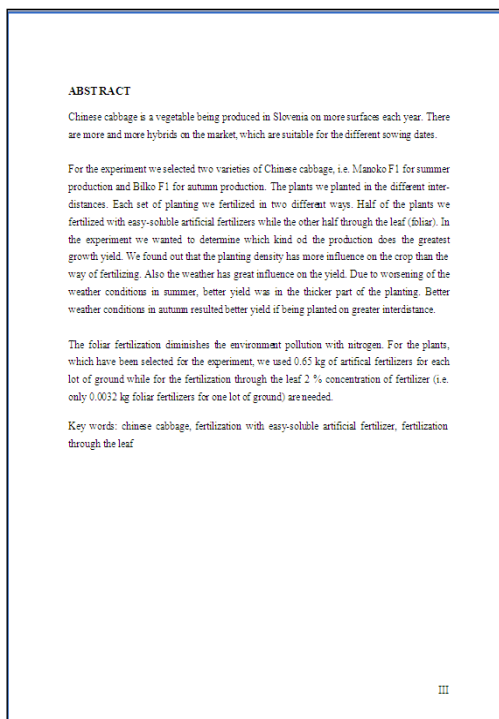 ABSTRACT
Chinese cabbage is a vegetable being produced in Slovenia on more surfaces each year. There
are more and more hybrids on the market, which are suitable for the different sowing dates.
For the experiment we selected two varieties of Chinese cabbage, i.e. Manoko F1 for summer
production and Bilko F1 for autumn production. The plants we planted in the different inter-
distances. Each set of planting we fertilized in two different ways. Half of the plants we
fertilized with easy-soluble artificial fertilizers while the other half through the leaf (foliar). In
the experiment we wanted to determine which kind od the production does the greatest
growth yield. We found out that the planting density has more influence on the crop than the
way of fertilizing. Also the weather has great influence on the yield. Due to worsening of the
weather conditions in summer, better yield was in the thicker part of the planting. Better
weather conditions in autumn resulted better yield if being planted on greater interdistance.
The foliar fertilization diminishes the environment pollution with nitrogen. For the plants,
which have been selected for the experiment, we used 0.65 kg of artifical fertilizers for each
lot of ground while for the fertilization through the leaf 2 % concentration of fertilizer (i.e.
only 0.0032 kg foliar fertilizers for one lot of ground) are needed.
Key words: chinese cabbage, fertilization with easy-soluble artificial fertilizer, fertilization
through the leaf
III